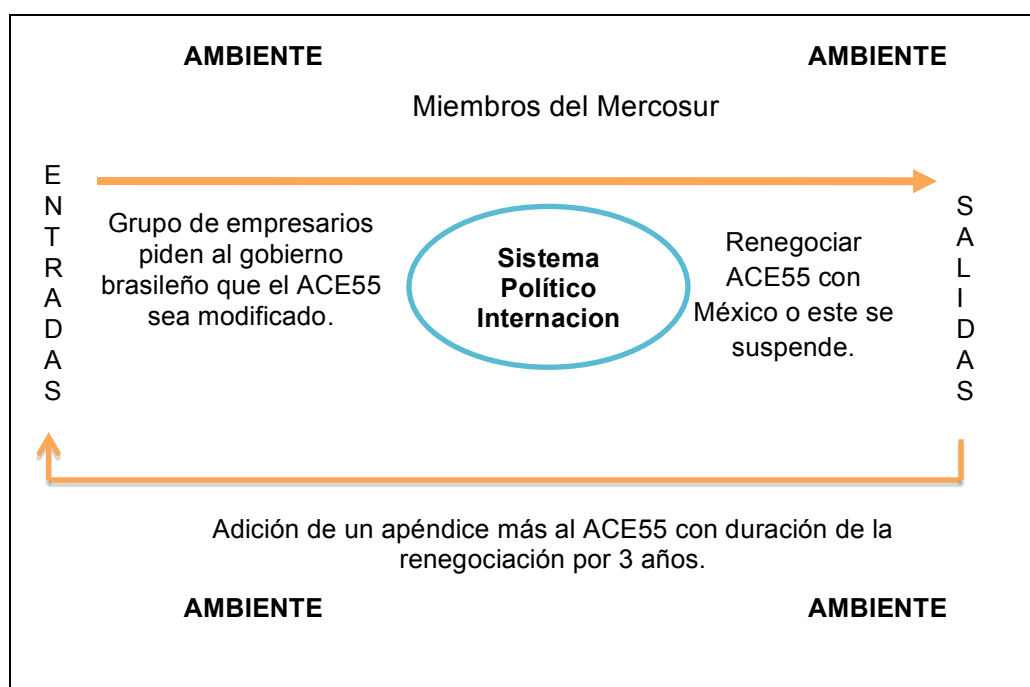 AMBIENTE
AMBIENTE
Miembros del Mercosur
ENTRADAS
Grupo de empresarios
piden al gobierno
brasileño que el ACE55
sea modificado.
Sistema
Político
Internacion
Renegociar
ACE55 con
México o este se
suspende.
SALIDAS
Adición de un apéndice más al ACE55 con duración de la
renegociación por 3 años.
AMBIENTE
AMBIENTE